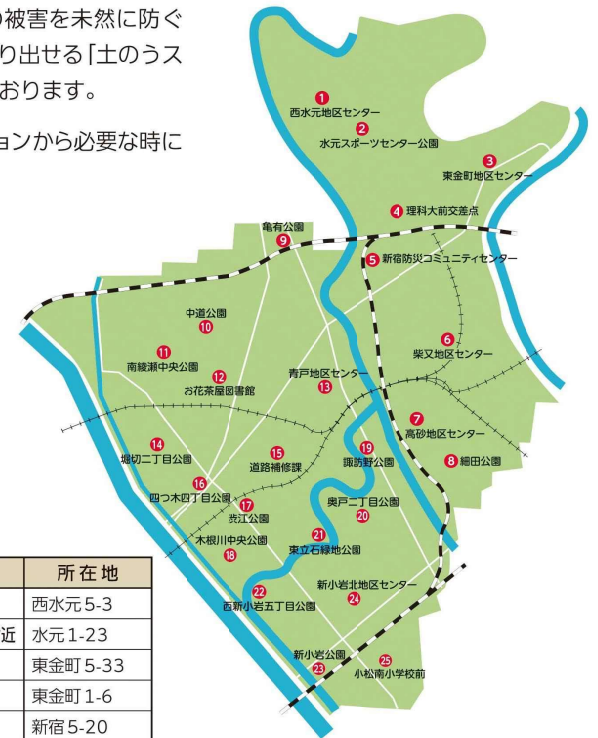 の被害を未然に防ぐ
り出せる「土のうス
おります。
ョンから必要な時に
1
西水元地区センター
2
水元スポーツセンター公園
3
東金町地区センター
4 理科大前交差点
亀有公園
9
5 新宿防災コミュニティセンター
中道公園
10
6
柴又地区センター
11
南綾瀬中央公園
12
お花茶屋図書館
青戸地区センター
13
7
高砂地区センター
14
堀切二丁目公園
15
道路補修課
19
諏訪野公園
8 細田公園
16
四つ木四丁目公園
17
渋江公園
奥戸二丁目公園
20
木根川中央公園
18
21
東立石緑地公園
22
西新小岩五丁目公園
新小岩北地区センター
24
新小岩公園
23
25
小松南小学校前
所在地
西水元5-3
近 水元1-23
東金町5-33
東金町1-6
新宿5-20